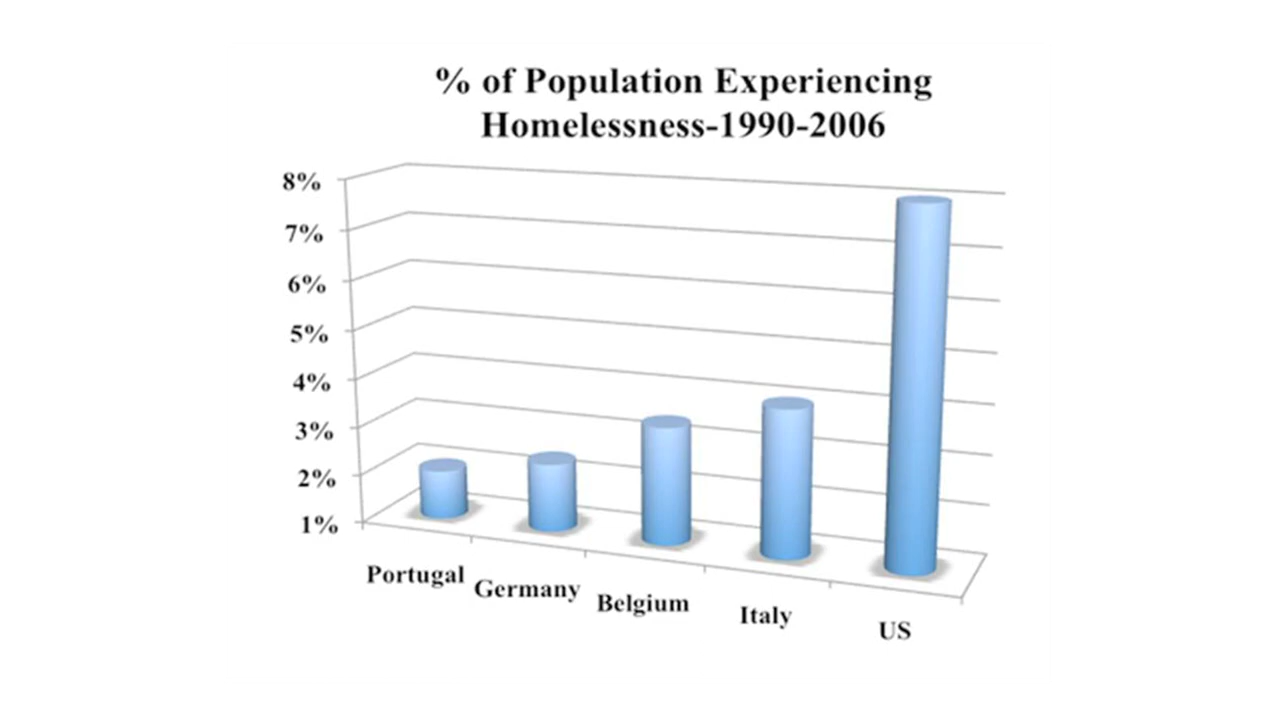 % of Population Experiencing
Homelessness-1990-2006
8%
7%
6%
5%
4%
3%
2%
1%
Portugal
Germany
Belgium
Italy
US